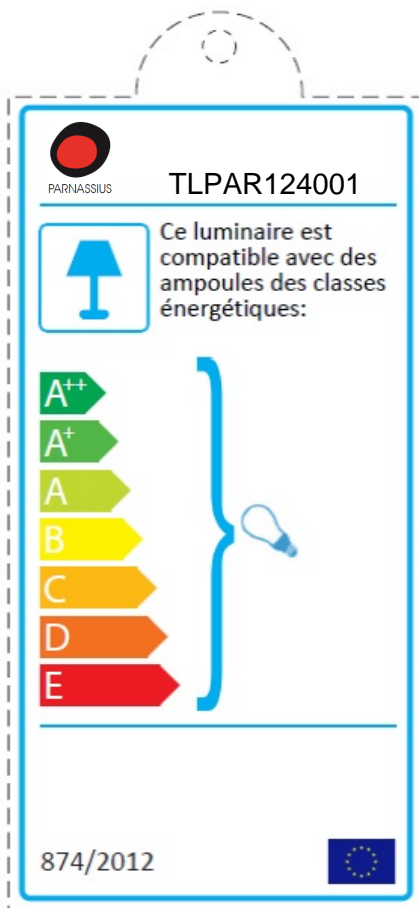 PARNASSIUS
TLPAR124001
Ce luminaire est
compatible avec des
ampoules des classes
énergétiques:
A++
A+
A
B
C
D
E
874/2012